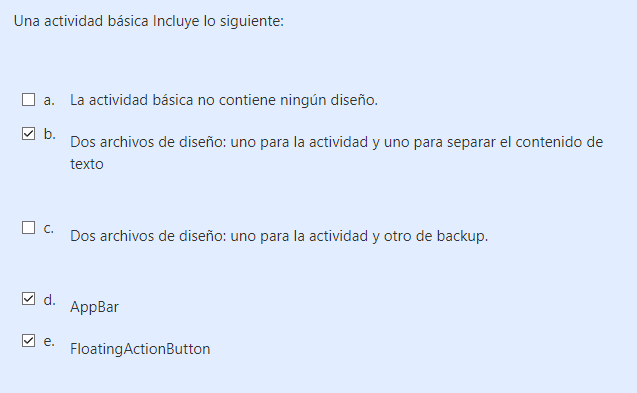 Una actividad básica Incluye lo siguiente:
a. La actividad básica no contiene ningún diseño.
b. Dos archivos de diseño: uno para la actividad y uno para separar el contenido de
texto
c. Dos archivos de diseño: uno para la actividad y otro de backup.
d. AppBar
e. FloatingActionButton